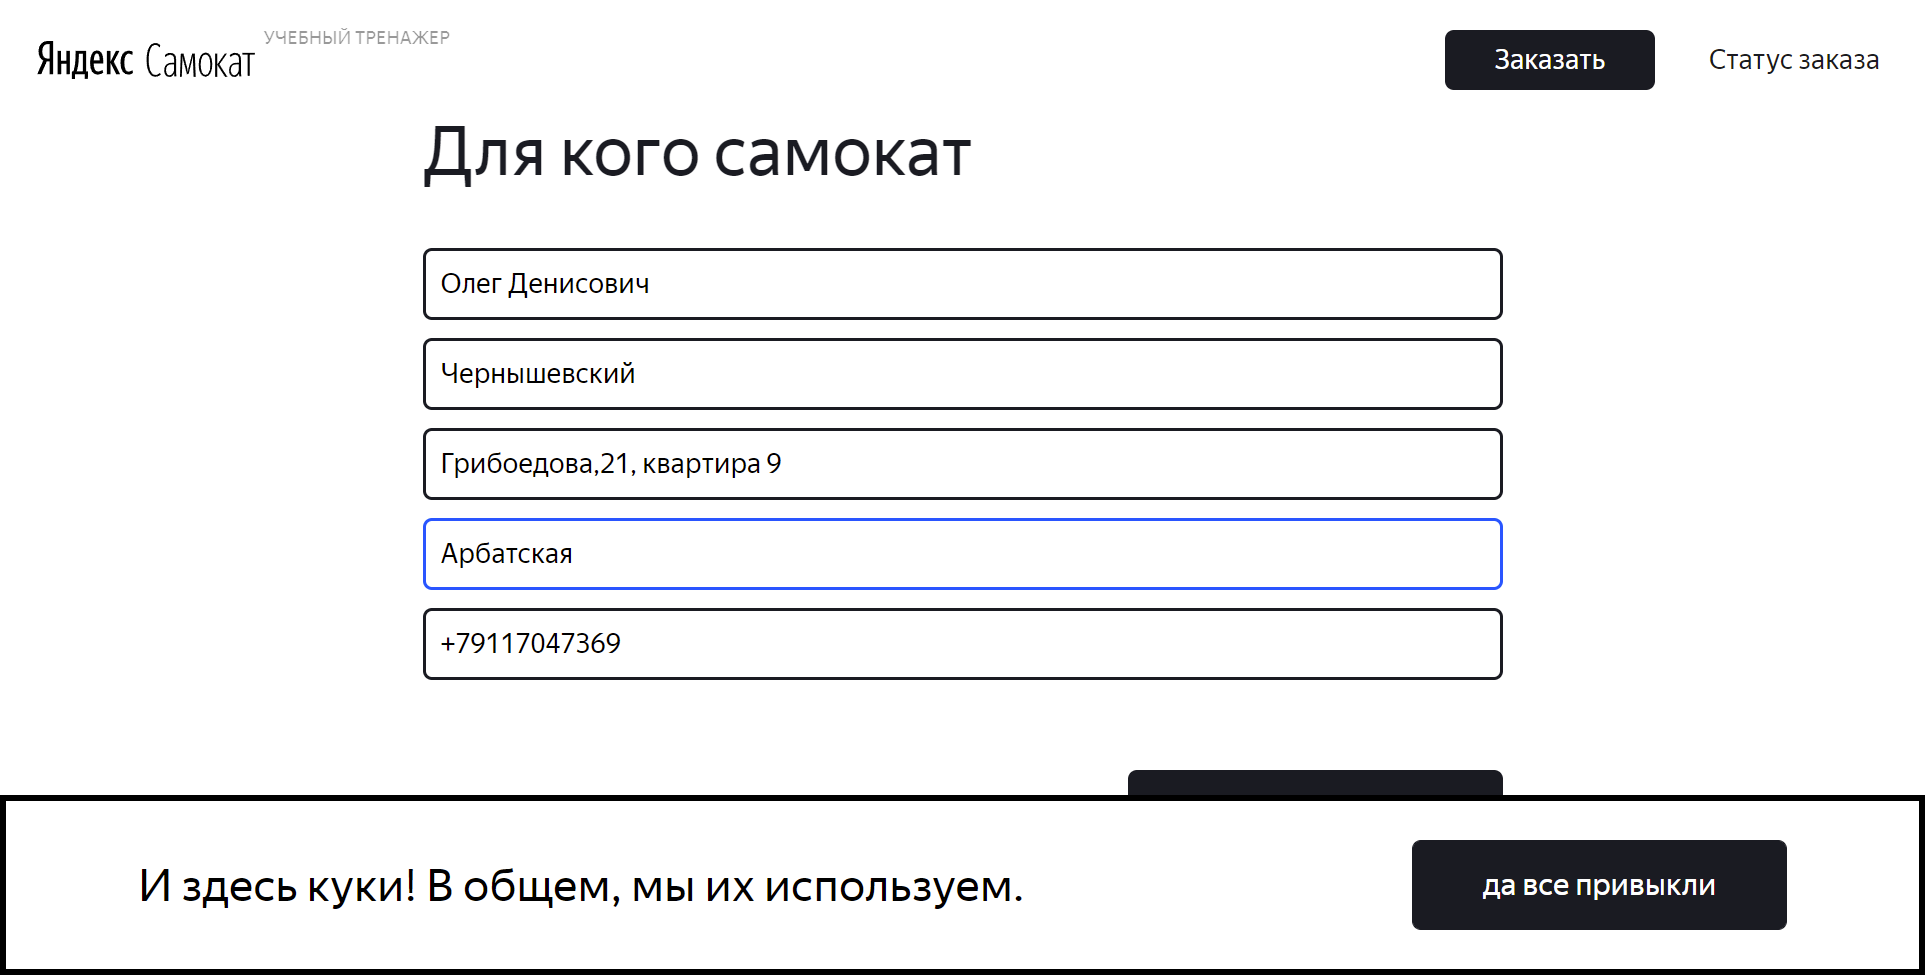 Яндекс Самокат
УЧЕБНЫЙ ТРЕНАЖЕР
Заказать
Статус заказа
Для кого самокат
Олег Денисович
Чернышевский
Грибоедова,21, квартира 9
Арбатская
+79117047369
И здесь куки! В общем, мы их используем.
да все привыкли